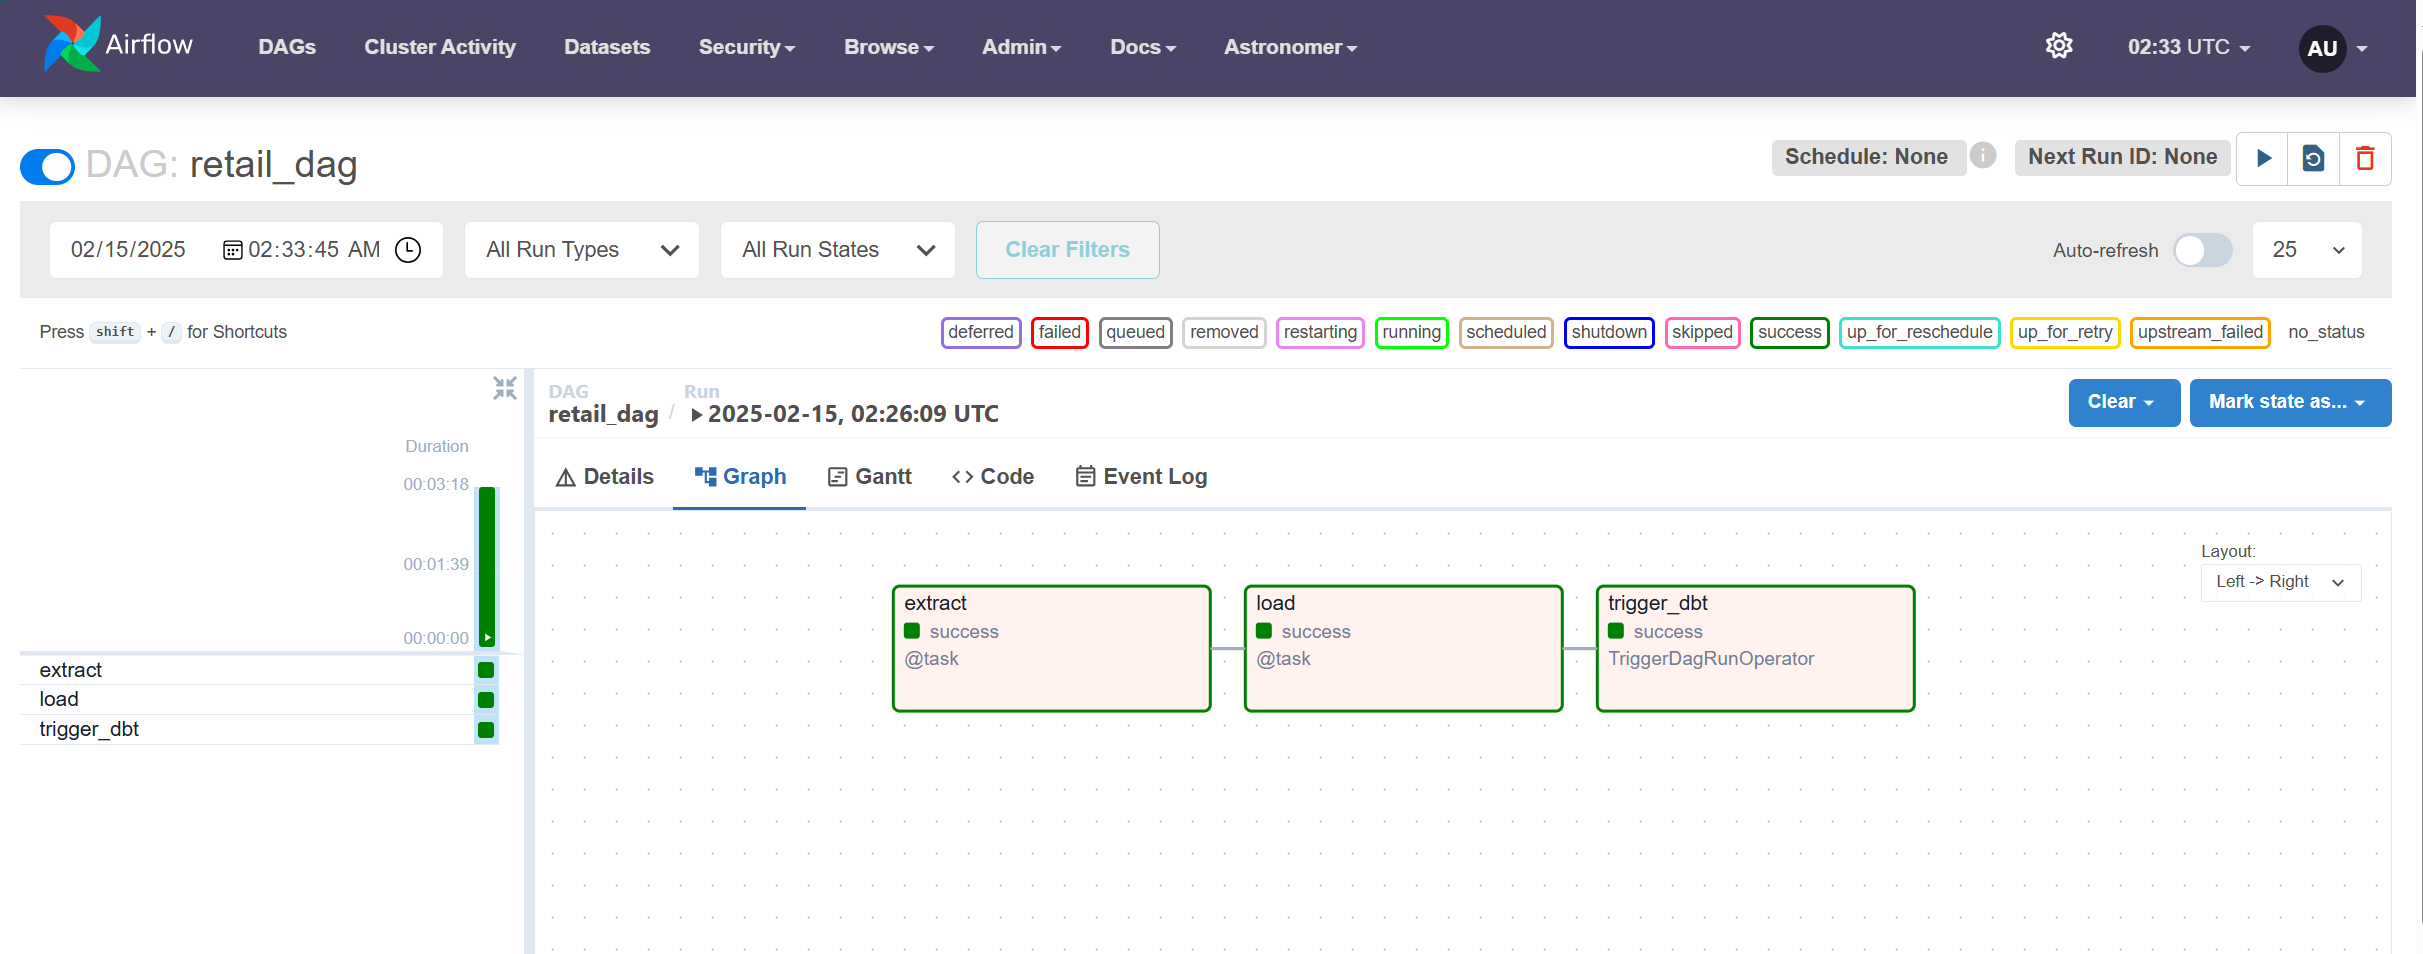 Airflow DAGs Cluster Activity Datasets Security Browse Admin Docs Astronomer 02:33 UTC AU
DAG: retail_dag Schedule: None i Next Run ID: None
02/15/2025 02:33:45 AM All Run Types All Run States Clear Filters Auto-refresh 25
Press shift + / for Shortcuts deferred failed queued removed restarting running scheduled shutdown skipped success up_for_reschedule up_for_retry upstream_failed no_status
DAG Run
retail_dag / 2025-02-15, 02:26:09 UTC Clear Mark state as...
Details Graph Gantt <> Code Event Log
Duration
00:03:18
00:01:39
00:00:00
extract
load
trigger_dbt
Layout:
Left -> Right
extract
success
@task
load
success
@task
trigger_dbt
success
TriggerDagRunOperator